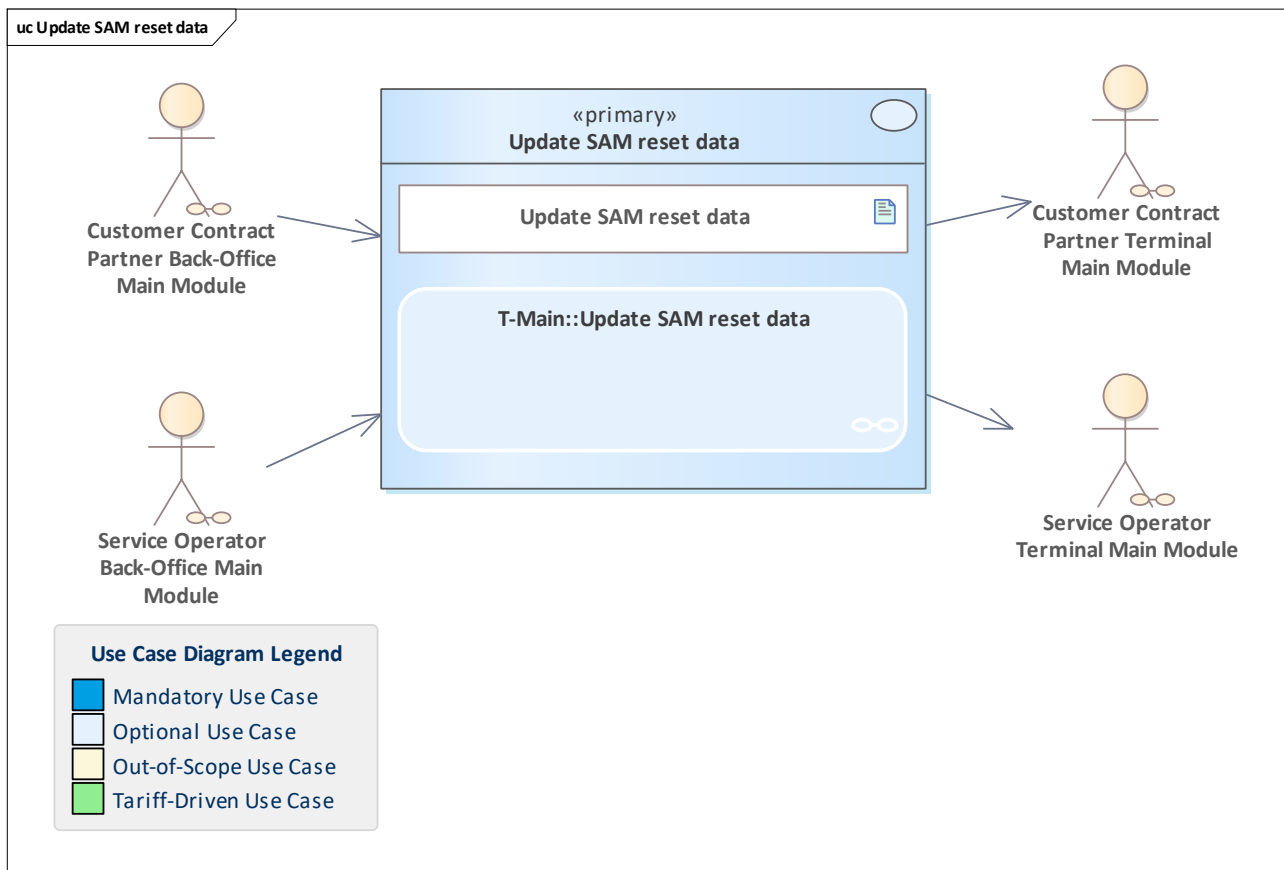 uc Update SAM reset data
«primary»
Update SAM reset data
Update SAM reset data
T-Main::Update SAM reset data
Customer Contract
Partner Back-Office
Main Module
Customer Contract
Partner Terminal
Main Module
Service Operator
Back-Office Main
Module
Service Operator
Terminal Main Module
Use Case Diagram Legend
Mandatory Use Case
Optional Use Case
Out-of-Scope Use Case
Tariff-Driven Use Case